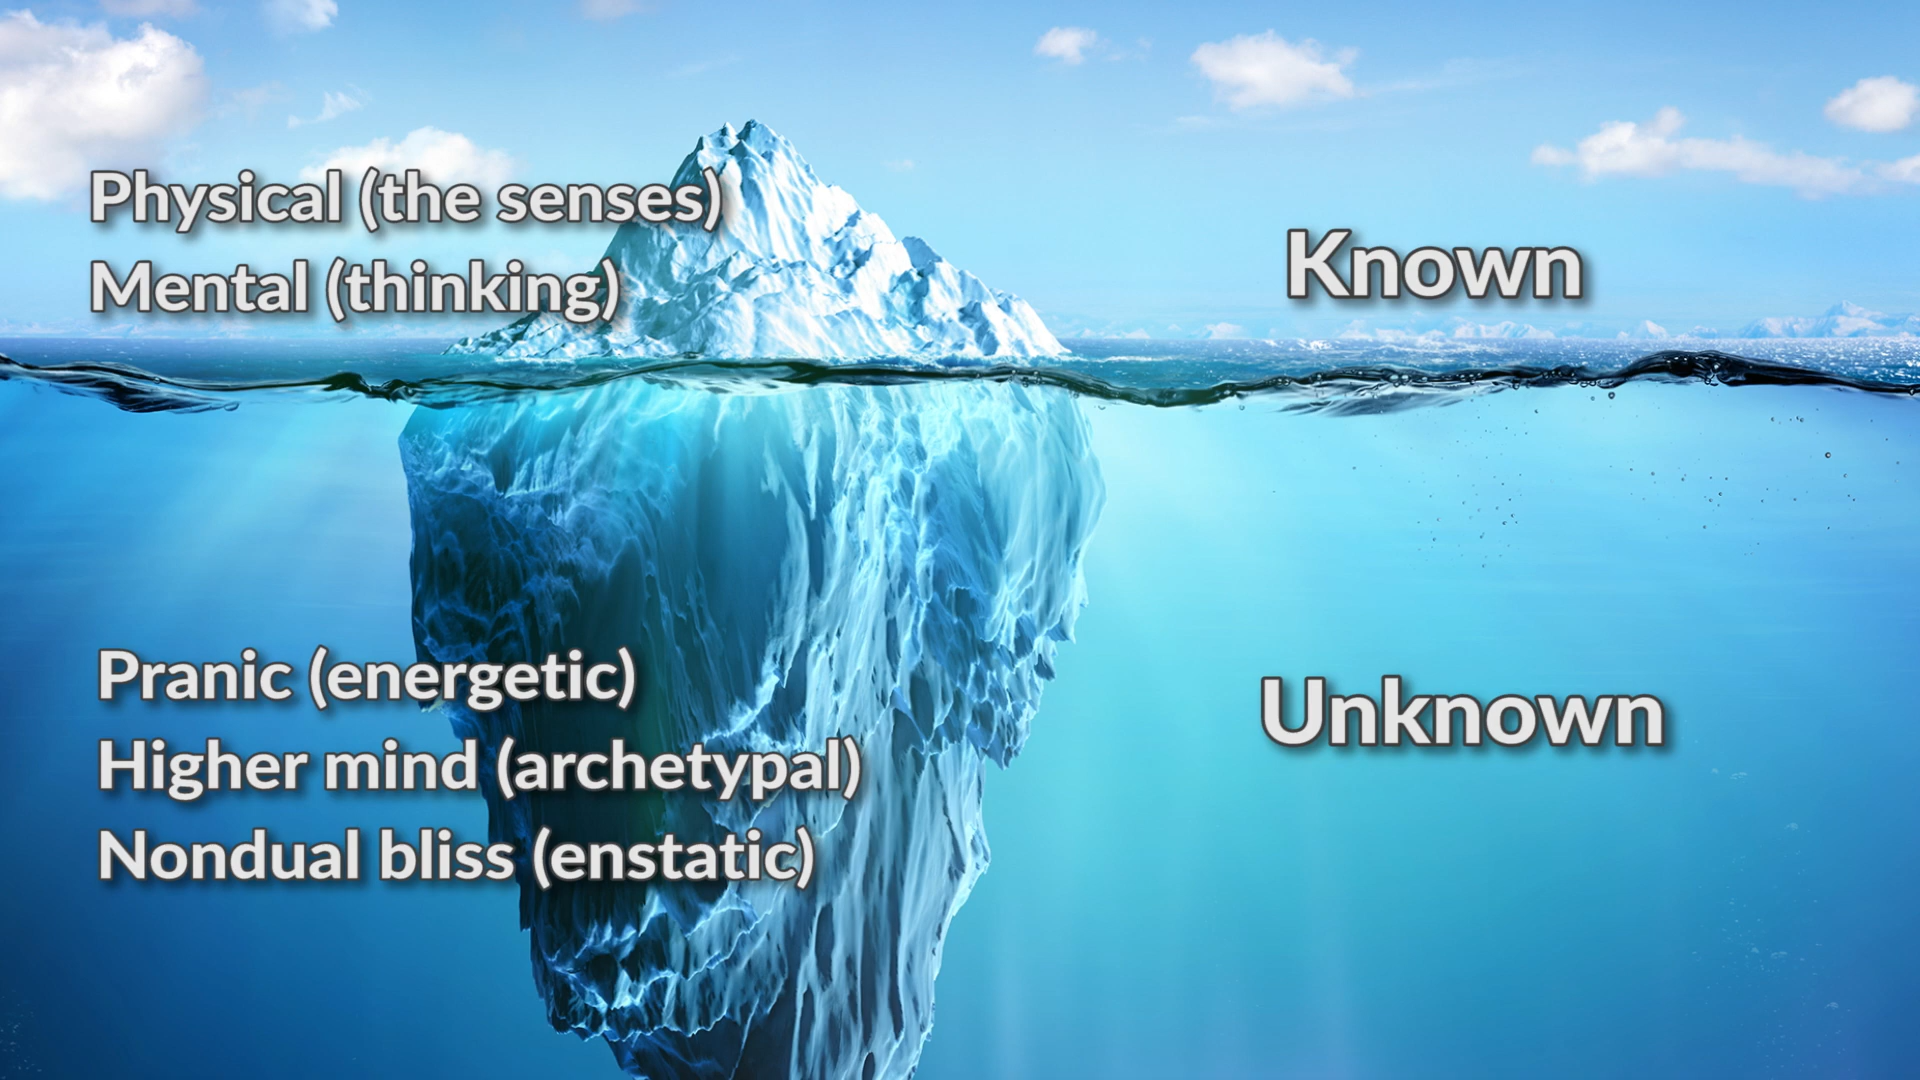 Physical (the senses)
Mental (thinking)
Known
Pranic (energetic)
Higher mind (archetypal)
Nondual bliss (enstatic)
Unknown